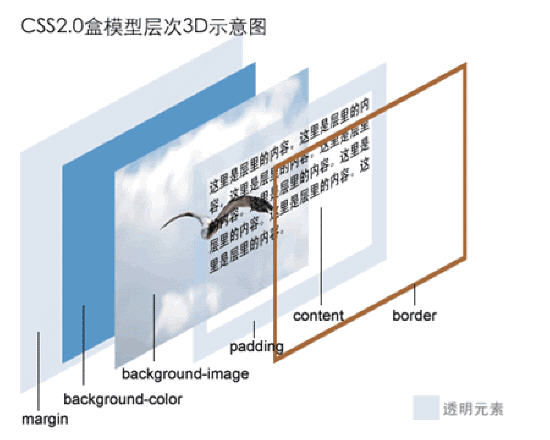 CSS2.0盒模型层次3D示意图
这里是层里的内容。这里是层里的内
容。这里是层里的内容。这里是层里
的内容。这里是层里的内容。这里是
层里的内容。这里是层里的内容。这
里是层里的内容。
content
border
padding
background-image
background-color
margin
透明元素